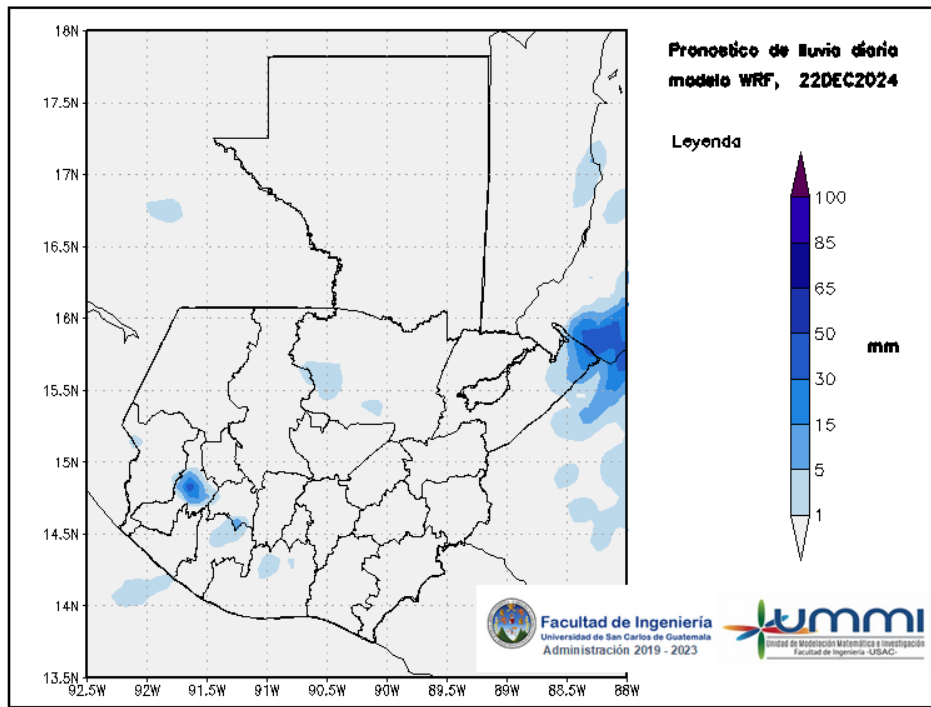 18N
17.5N
17N
16.5N
16N
15.5N
15N
14.5N
14N
13.5N
92.5W
92W
91.5W
91W
90.5W
90W
89.5W
89W
88.5W
88W
Pronostico de lluvia diaria
modelo WRF, 22DEC2024
Leyenda
100
85
65
50
30
15
5
1
mm
Facultad de Ingeniería
Universidad de San Carlos de Guatemala
Administración 2019 - 2023
UMMI
Unidad de Modelación Matemática e Investigación
Facultad de Ingeniería -USAC-